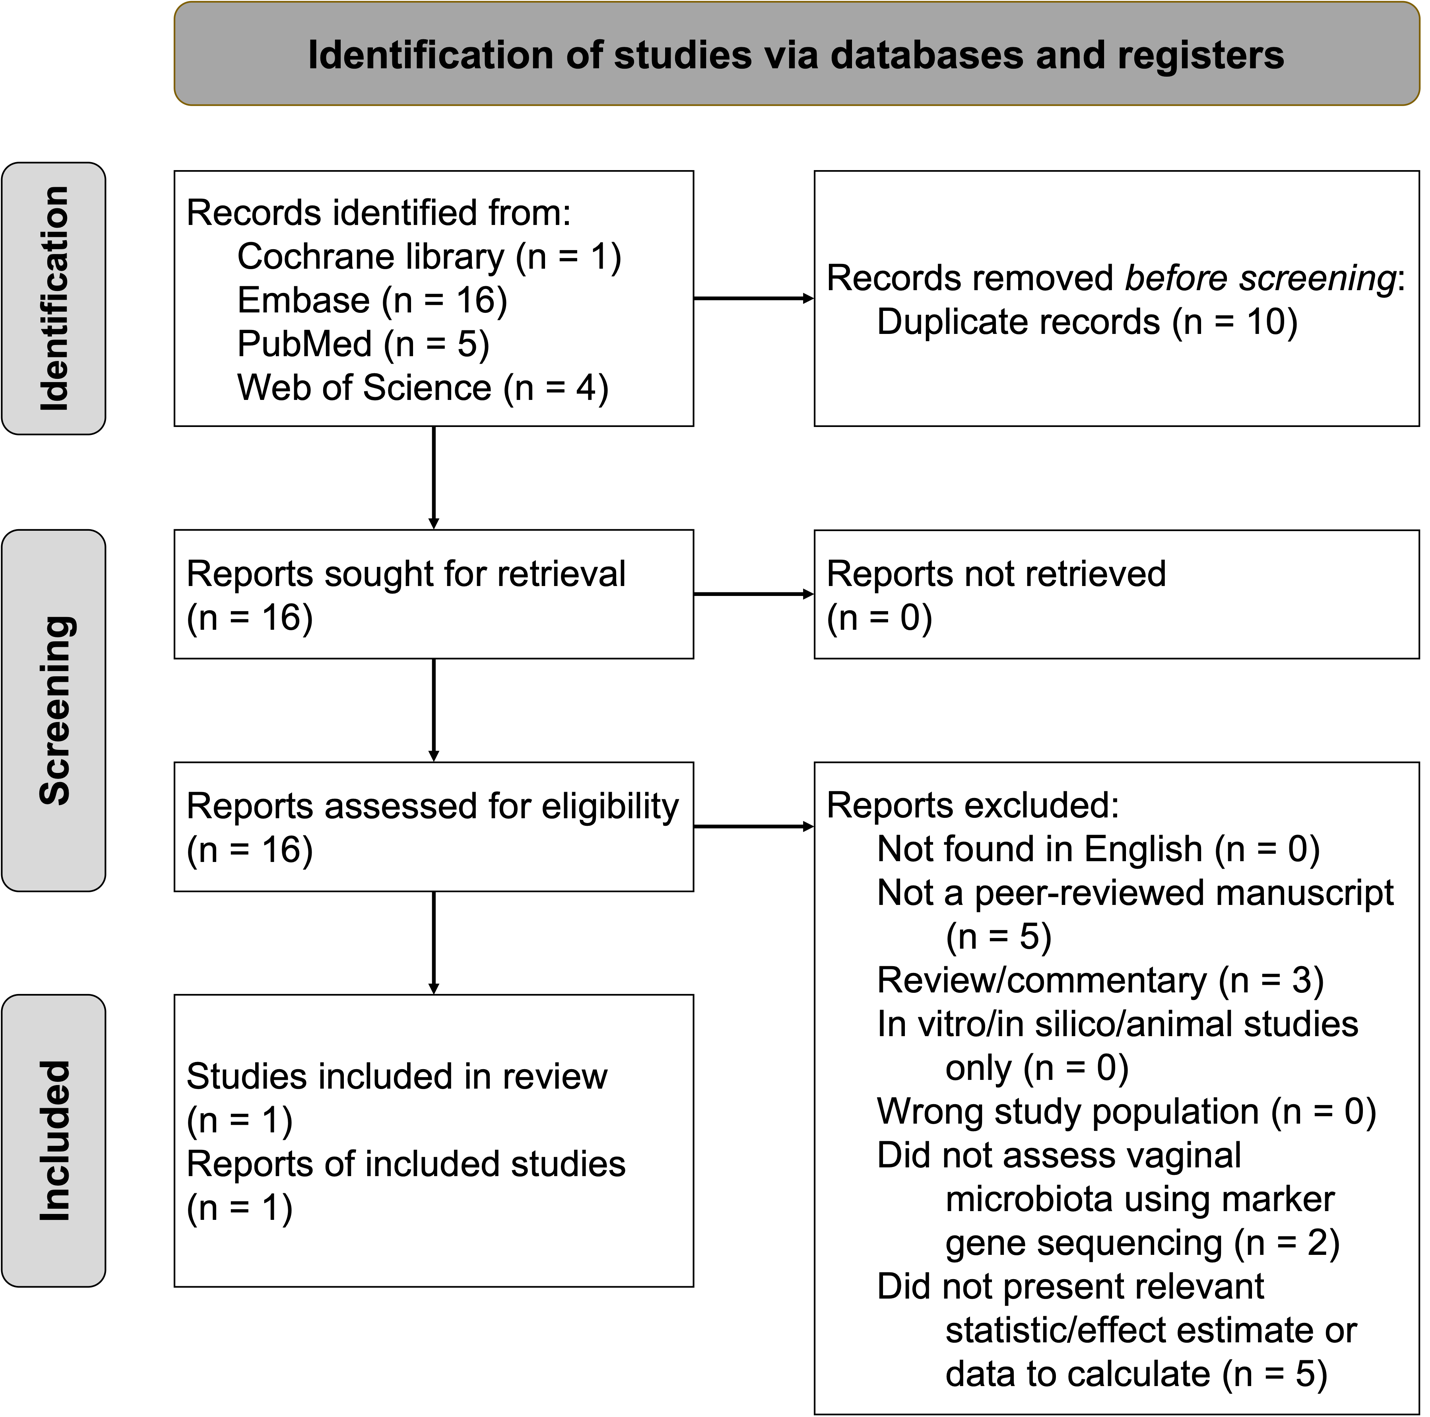 Identification of studies via databases and registers
Identification
Records identified from:
Cochrane library (n = 1)
Embase (n = 16)
PubMed (n = 5)
Web of Science (n = 4)
Records removed before screening:
Duplicate records (n = 10)
Screening
Reports sought for retrieval
(n = 16)
Reports not retrieved
(n = 0)
Reports assessed for eligibility
(n = 16)
Reports excluded:
Not found in English (n = 0)
Not a peer-reviewed manuscript
(n = 5)
Review/commentary (n = 3)
In vitro/in silico/animal studies
only (n = 0)
Wrong study population (n = 0)
Did not assess vaginal
microbiota using marker
gene sequencing (n = 2)
Did not present relevant
statistic/effect estimate or
data to calculate (n = 5)
Included
Studies included in review
(n = 1)
Reports of included studies
(n = 1)